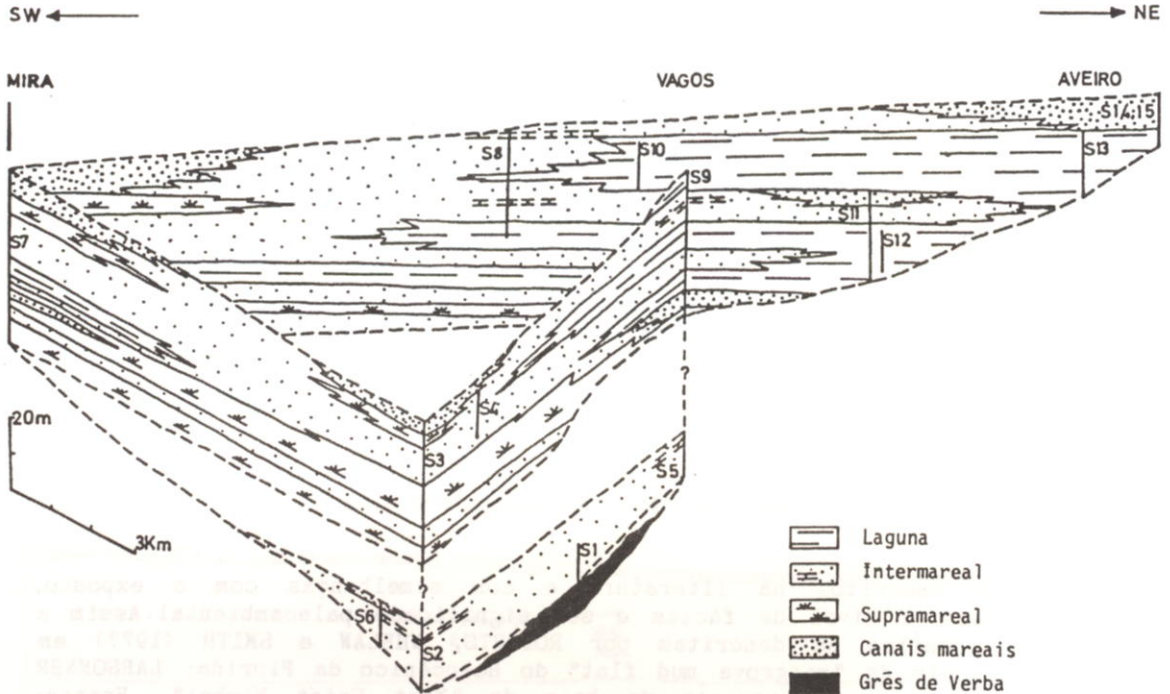 SW NE
MIRA VAGOS AVEIRO
S14,15
S8 S10 S13
S9
S11
S7 S12
?
20m S4
S3
S5
3Km S1
?
S6
S2
Laguna
Intermareal
Supramareal
Canais mareais
Grés de Verba